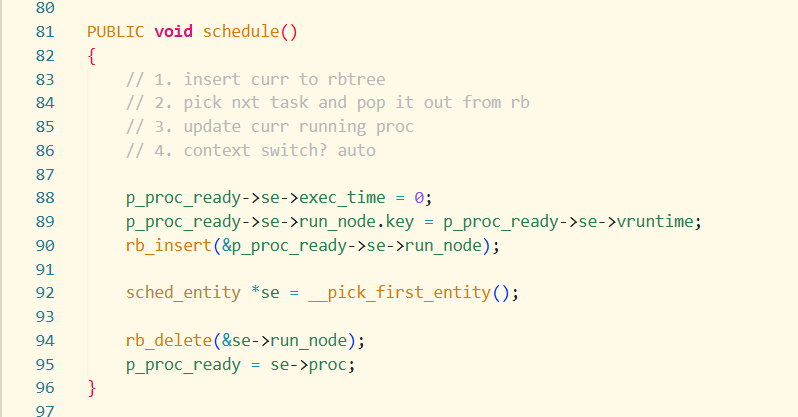 80
81 PUBLIC void schedule()
82 {
83 // 1. insert curr to rbtree
84 // 2. pick nxt task and pop it out from rb
85 // 3. update curr running proc
86 // 4. context switch? auto
87
88 p_proc_ready->se->exec_time = 0;
89 p_proc_ready->se->run_node.key = p_proc_ready->se->vruntime;
90 rb_insert(&p_proc_ready->se->run_node);
91
92 sched_entity *se = __pick_first_entity();
93
94 rb_delete(&se->run_node);
95 p_proc_ready = se->proc;
96 }
97